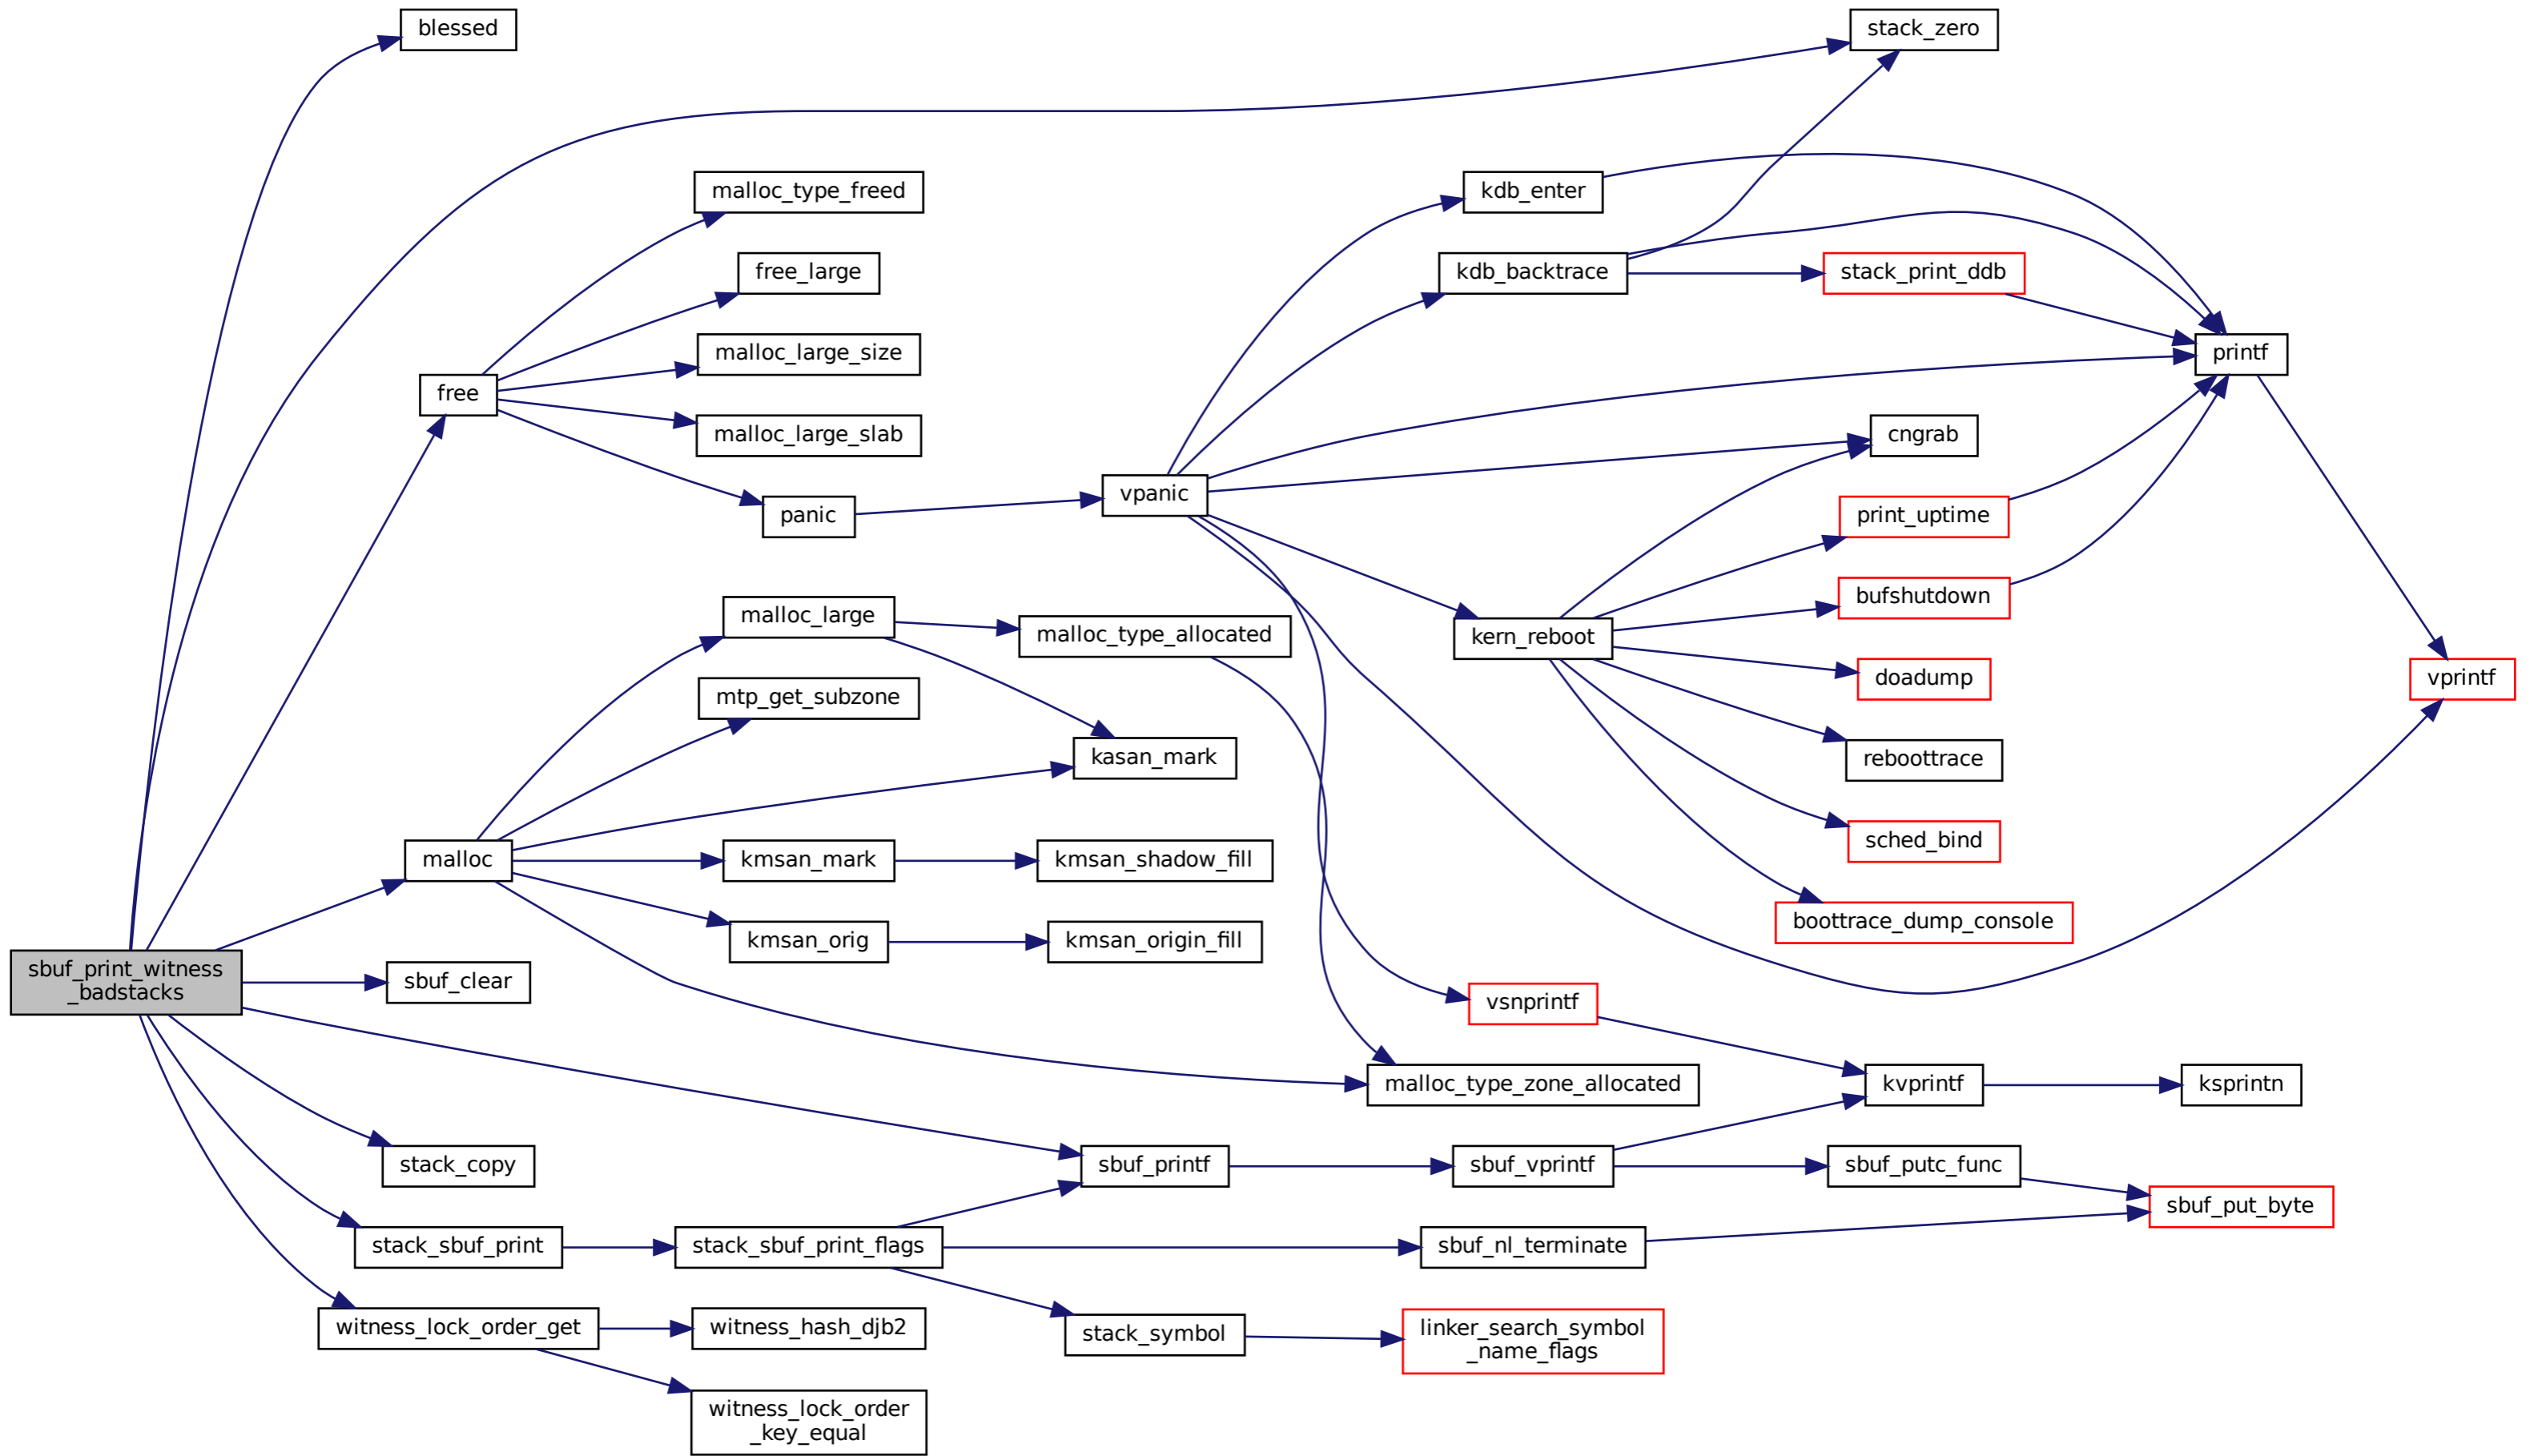 blessed
stack_zero
malloc_type_freed
kdb_enter
free_large
kdb_backtrace
stack_print_ddb
malloc_large_size
printf
free
malloc_large_slab
cngrab
vpanic
panic
print_uptime
bufshutdown
malloc_large
malloc_type_allocated
kern_reboot
doadump
vprintf
mtp_get_subzone
kasan_mark
reboottrace
malloc
kmsan_mark
kmsan_shadow_fill
sched_bind
kmsan_orig
kmsan_origin_fill
boottrace_dump_console
sbuf_print_witness
_badstacks
sbuf_clear
vsnprintf
malloc_type_zone_allocated
kvprintf
ksprintn
stack_copy
sbuf_printf
sbuf_vprintf
sbuf_putc_func
sbuf_put_byte
stack_sbuf_print
stack_sbuf_print_flags
sbuf_nl_terminate
witness_lock_order_get
witness_hash_djb2
stack_symbol
linker_search_symbol
_name_flags
witness_lock_order
_key_equal